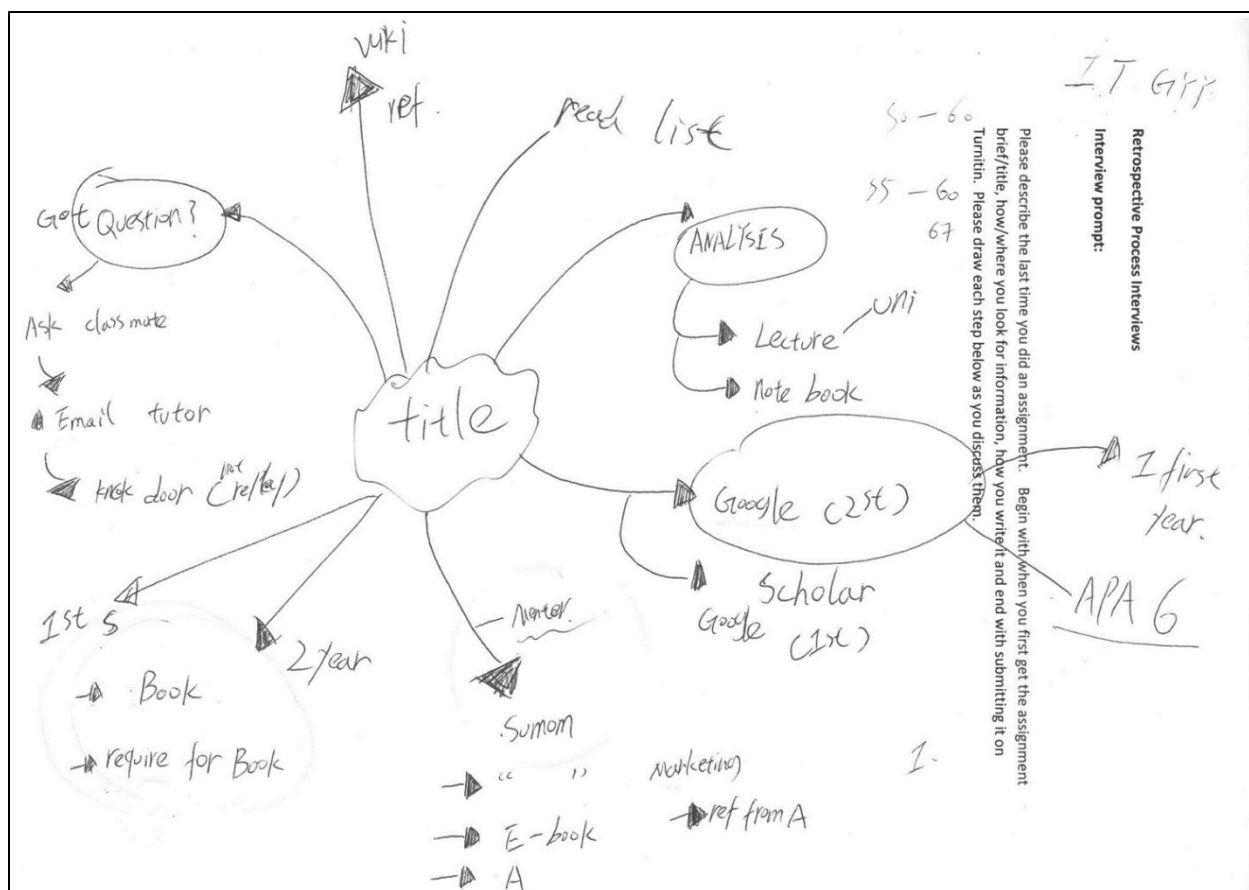 wiki
ref.
read list
Got Question?
Ask classmate
Email tutor
knok door
ANALYSIS
Lecture
uni
Note book
title
Google (2st)
Scholar
Google
(1st)
1 first
year.
APA 6
1st s
2 year
Book
require for Book
Mentor
Sumom
“ ”
E-book
A
Marketing
ref from A
1.
50 – 60
55 – 60
67
Retrospective Process Interviews
Interview prompt:
Please describe the last time you did an assignment. Begin with when you first get the assignment
brief/title, how/where you look for information, how you write it and end with submitting it on
Turnitin. Please draw each step below as you discuss them.